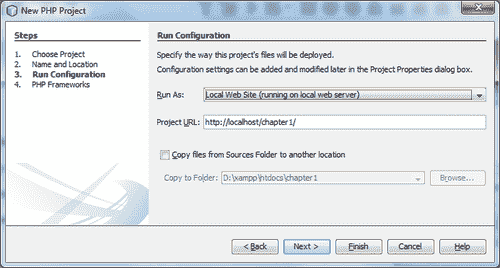 New PHP Project
Steps
1. Choose Project
2. Name and Location
3. Run Configuration
4. PHP Frameworks
Run Configuration
Specify the way this project's files will be deployed.
Configuration settings can be added and modified later in the Project Properties dialog box.
Run As: Local Web Site (running on local web server)
Project URL: http://localhost/chapter1/
Copy files from Sources Folder to another location
Copy to Folder: D:\xampp\htdocs\chapter1 Browse...
< Back Next > Finish Cancel Help